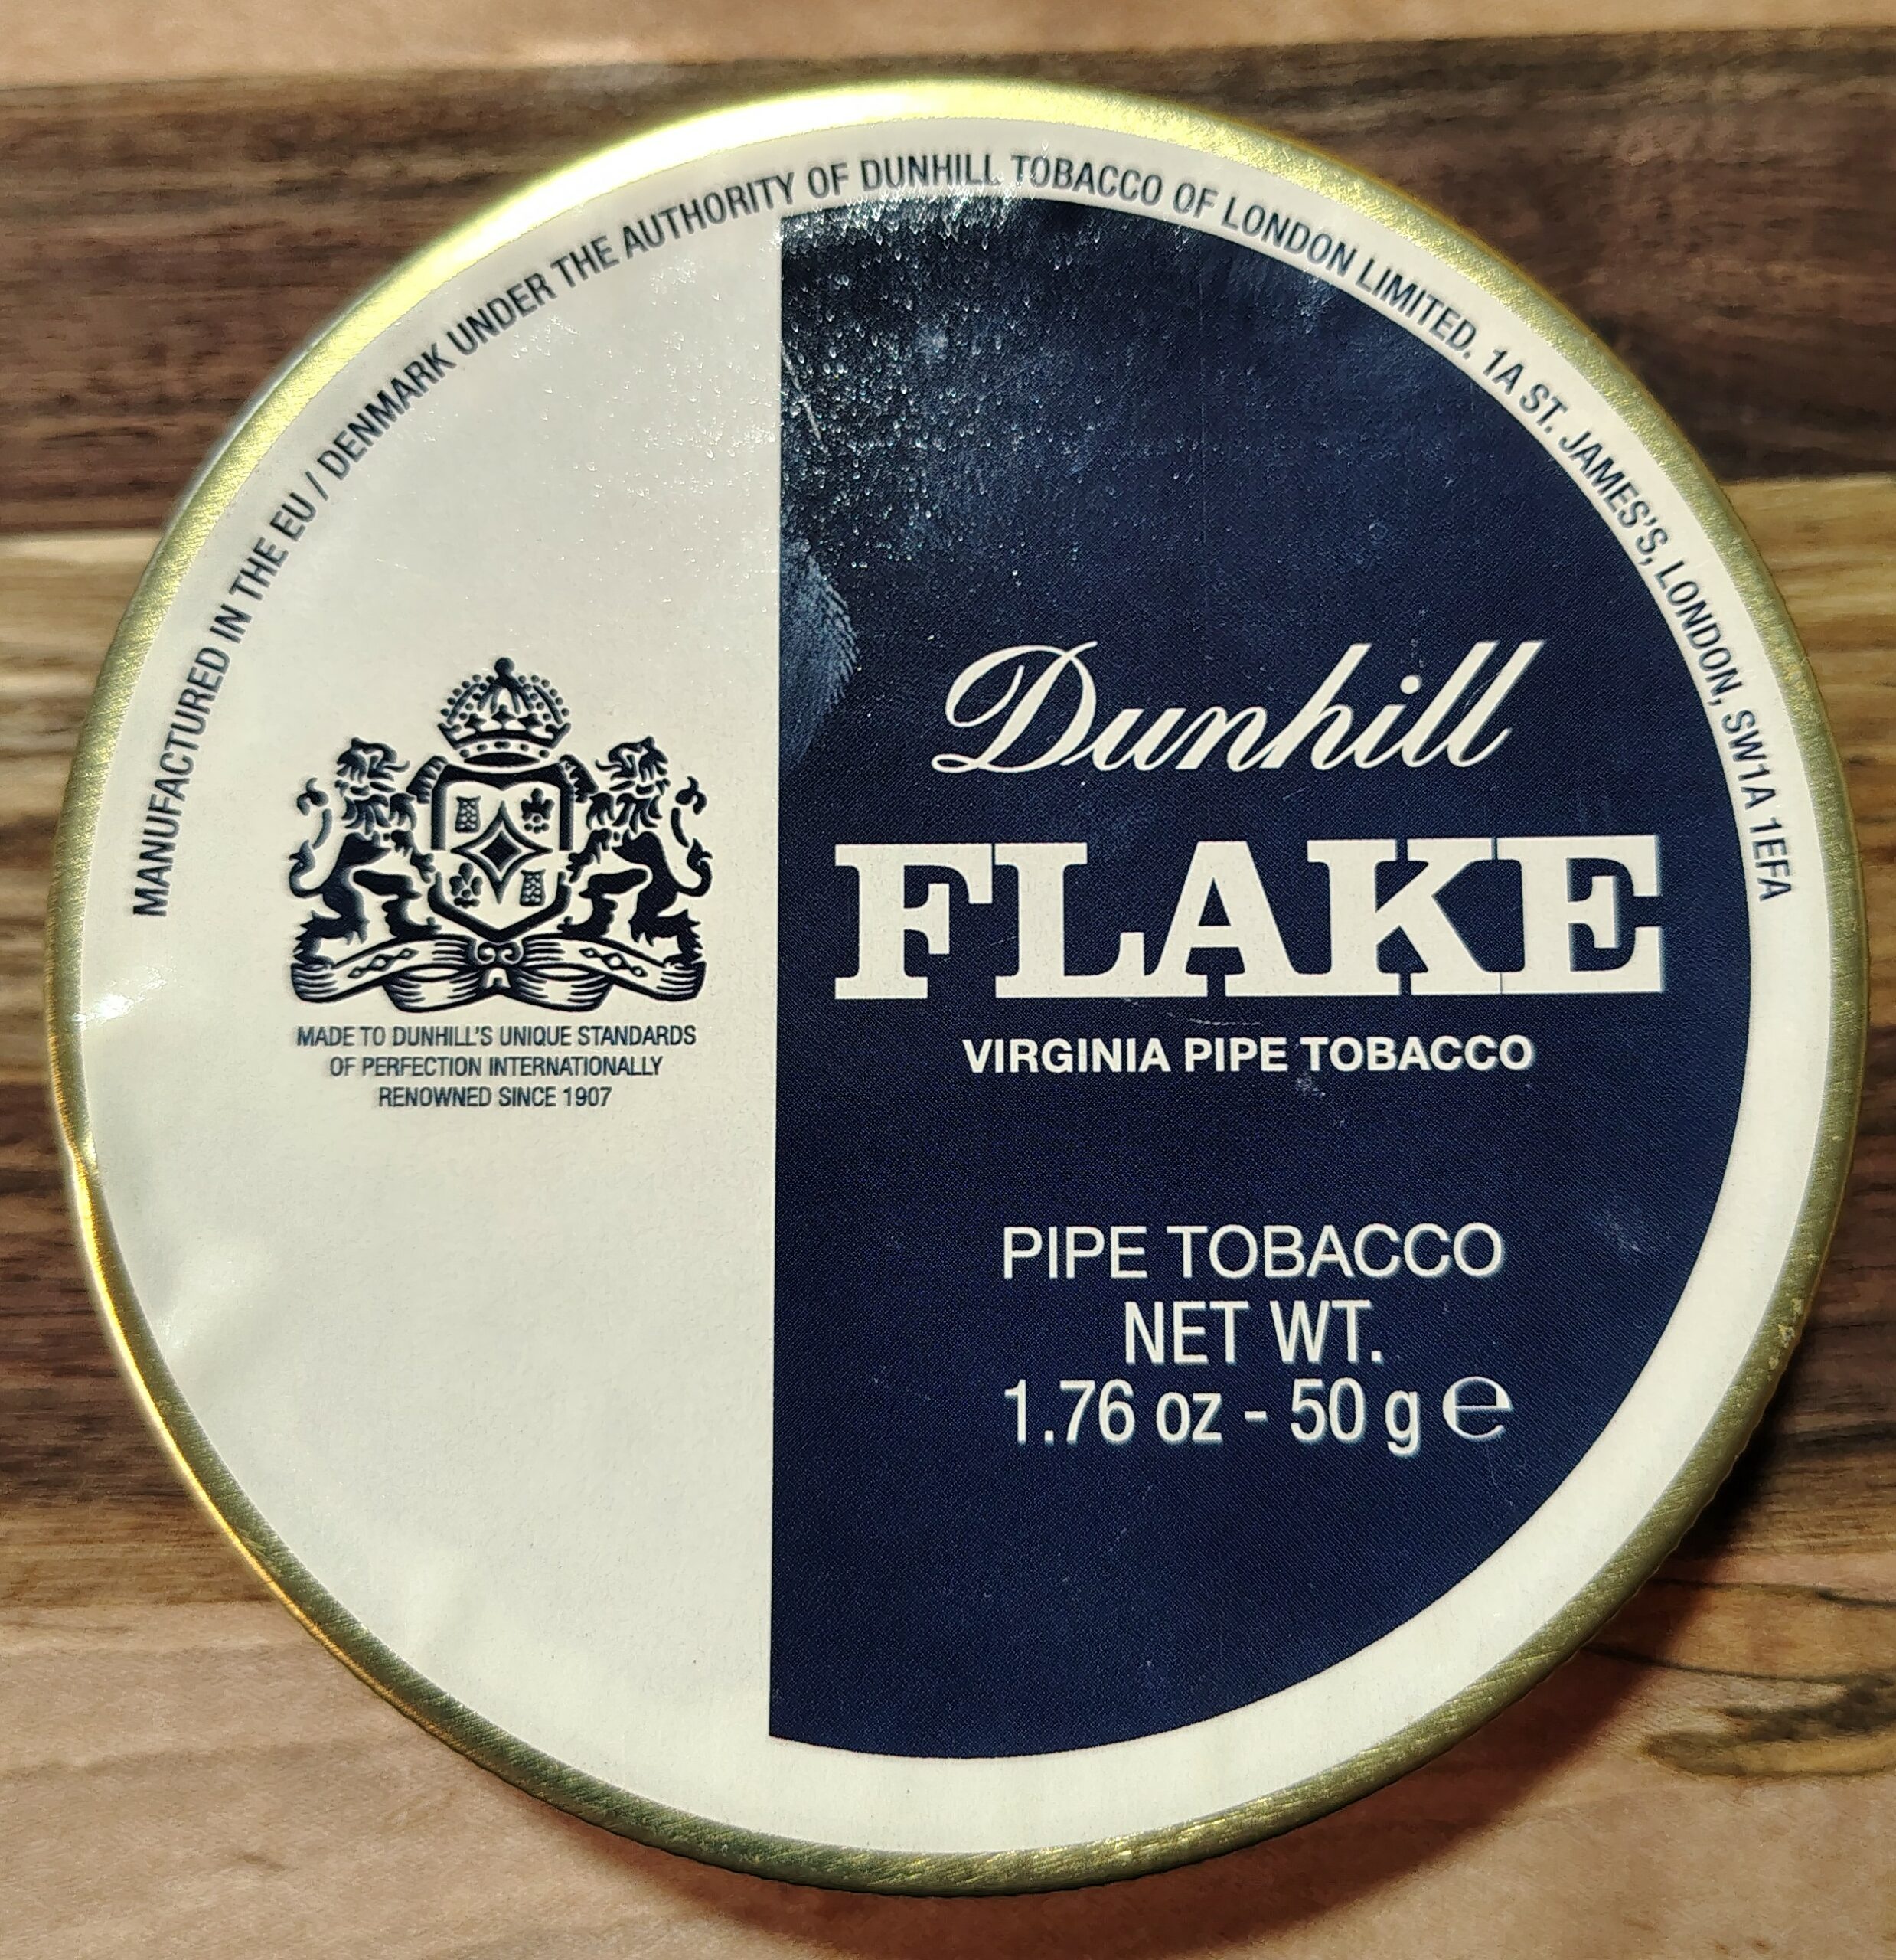 MANUFACTURED IN THE EU / DENMARK UNDER THE AUTHORITY OF DUNHILL TOBACCO OF LONDON LIMITED. 1A ST. JAMES'S, LONDON, SW1A 1EFA
MADE TO DUNHILL'S UNIQUE STANDARDS
OF PERFECTION INTERNATIONALLY
RENOWNED SINCE 1907
Dunhill
FLAKE
VIRGINIA PIPE TOBACCO
PIPE TOBACCO
NET WT.
1.76 oz - 50 g ℮